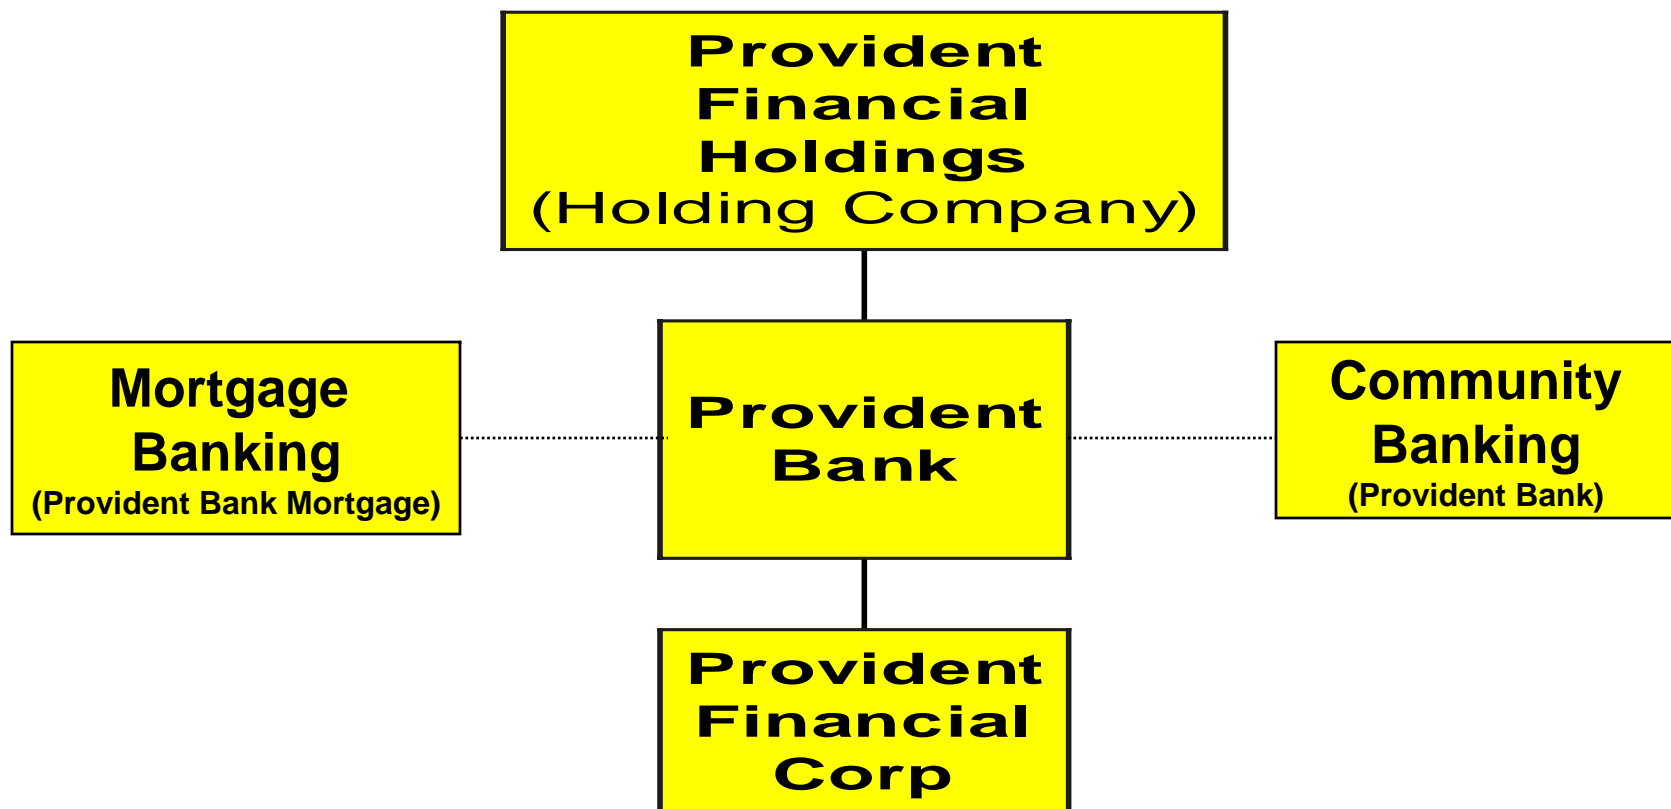 Provident
Financial
Holdings
(Holding Company)
Mortgage
Banking
(Provident Bank Mortgage)
Provident
Bank
Community
Banking
(Provident Bank)
Provident
Financial
Corp